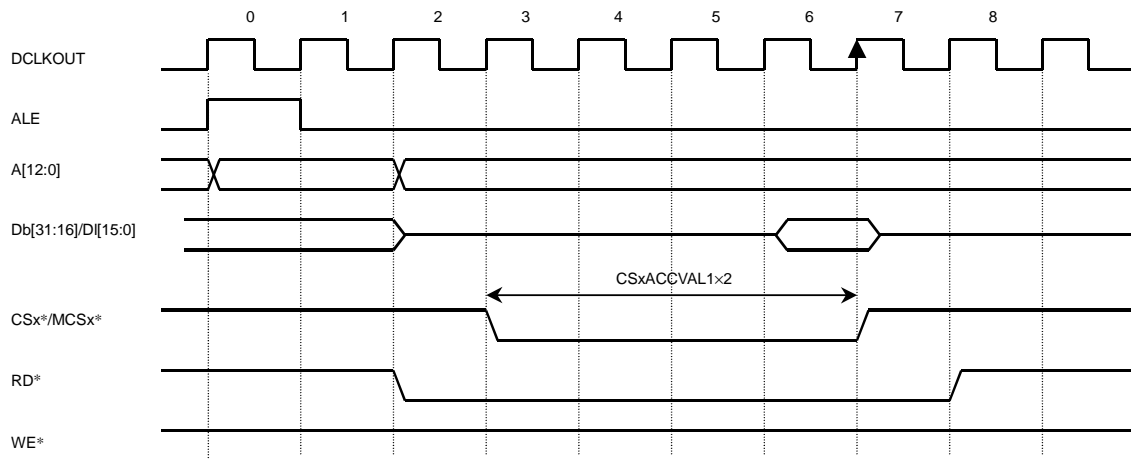 0 1 2 3 4 5 6 7 8
DCLKOUT
ALE
A[12:0]
Db[31:16]/Dl[15:0]
CSxACCVAL1×2
CSx*/MCSx*
RD*
WE*